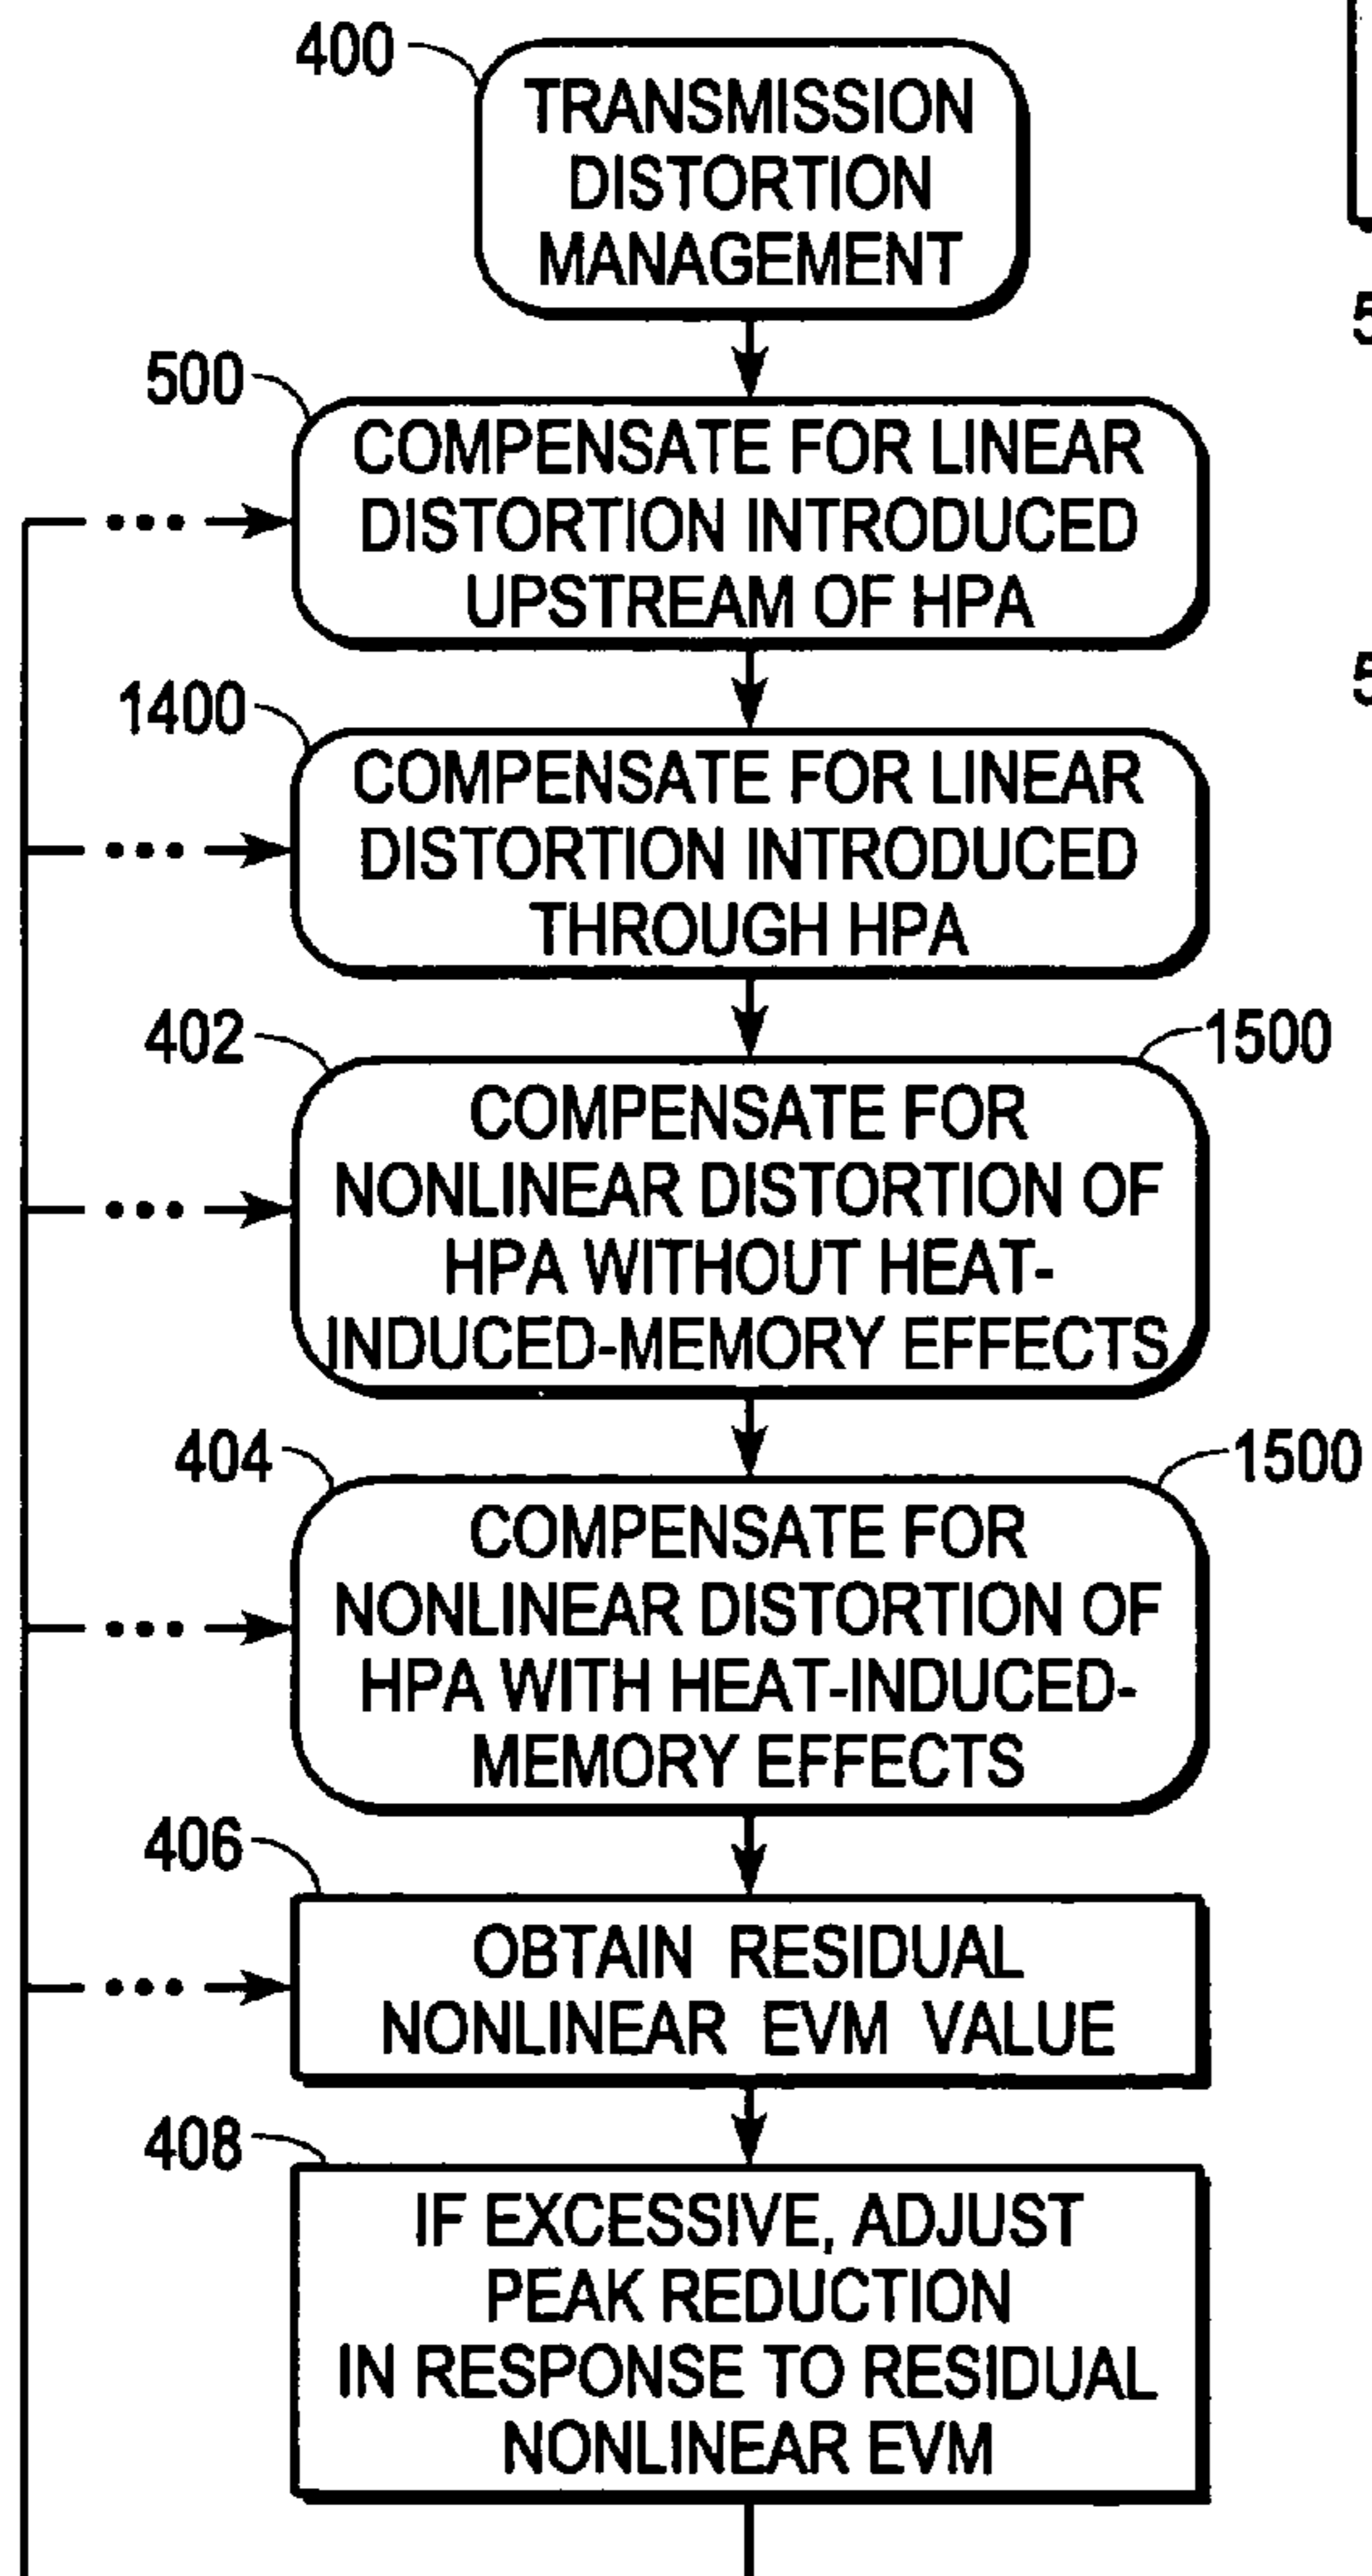 400
TRANSMISSION
DISTORTION
MANAGEMENT
500
COMPENSATE FOR LINEAR
DISTORTION INTRODUCED
UPSTREAM OF HPA
1400
COMPENSATE FOR LINEAR
DISTORTION INTRODUCED
THROUGH HPA
402
1500
COMPENSATE FOR
NONLINEAR DISTORTION OF
HPA WITHOUT HEAT-
INDUCED-MEMORY EFFECTS
404
1500
COMPENSATE FOR
NONLINEAR DISTORTION OF
HPA WITH HEAT-INDUCED-
MEMORY EFFECTS
406
OBTAIN RESIDUAL
NONLINEAR EVM VALUE
408
IF EXCESSIVE, ADJUST
PEAK REDUCTION
IN RESPONSE TO RESIDUAL
NONLINEAR EVM